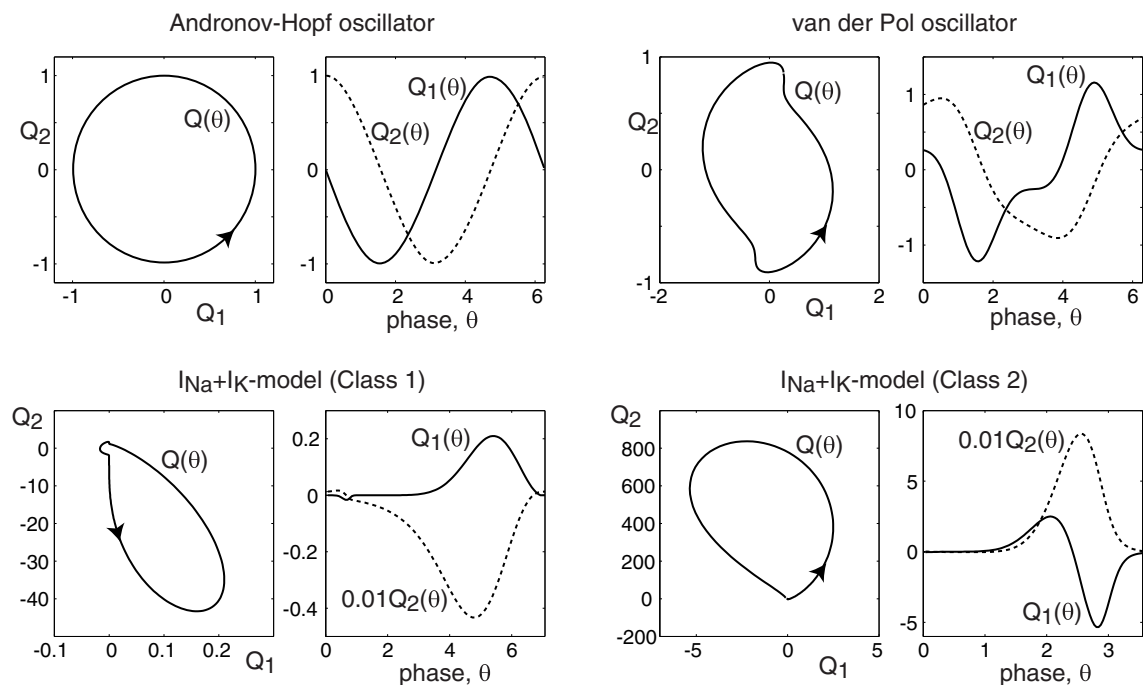 Andronov-Hopf oscillator
1
Q2
0
-1
Q(θ)
-1 0 1
Q1
1
0
-1
Q1(θ)
Q2(θ)
0 2 4 6
phase, θ
van der Pol oscillator
1
Q2
0
-1
Q(θ)
-2 0 2
Q1
1
0
-1
Q1(θ)
Q2(θ)
0 2 4 6
phase, θ
INa+IK-model (Class 1)
Q2
0
-10
-20
-30
-40
Q(θ)
-0.1 0 0.1 0.2
Q1
0.2
0
-0.2
-0.4
Q1(θ)
0.01Q2(θ)
0 2 4 6
phase, θ
INa+IK-model (Class 2)
Q2
800
600
400
200
0
-200
Q(θ)
-5 0 5
Q1
10
5
0
-5
0.01Q2(θ)
Q1(θ)
0 1 2 3
phase, θ